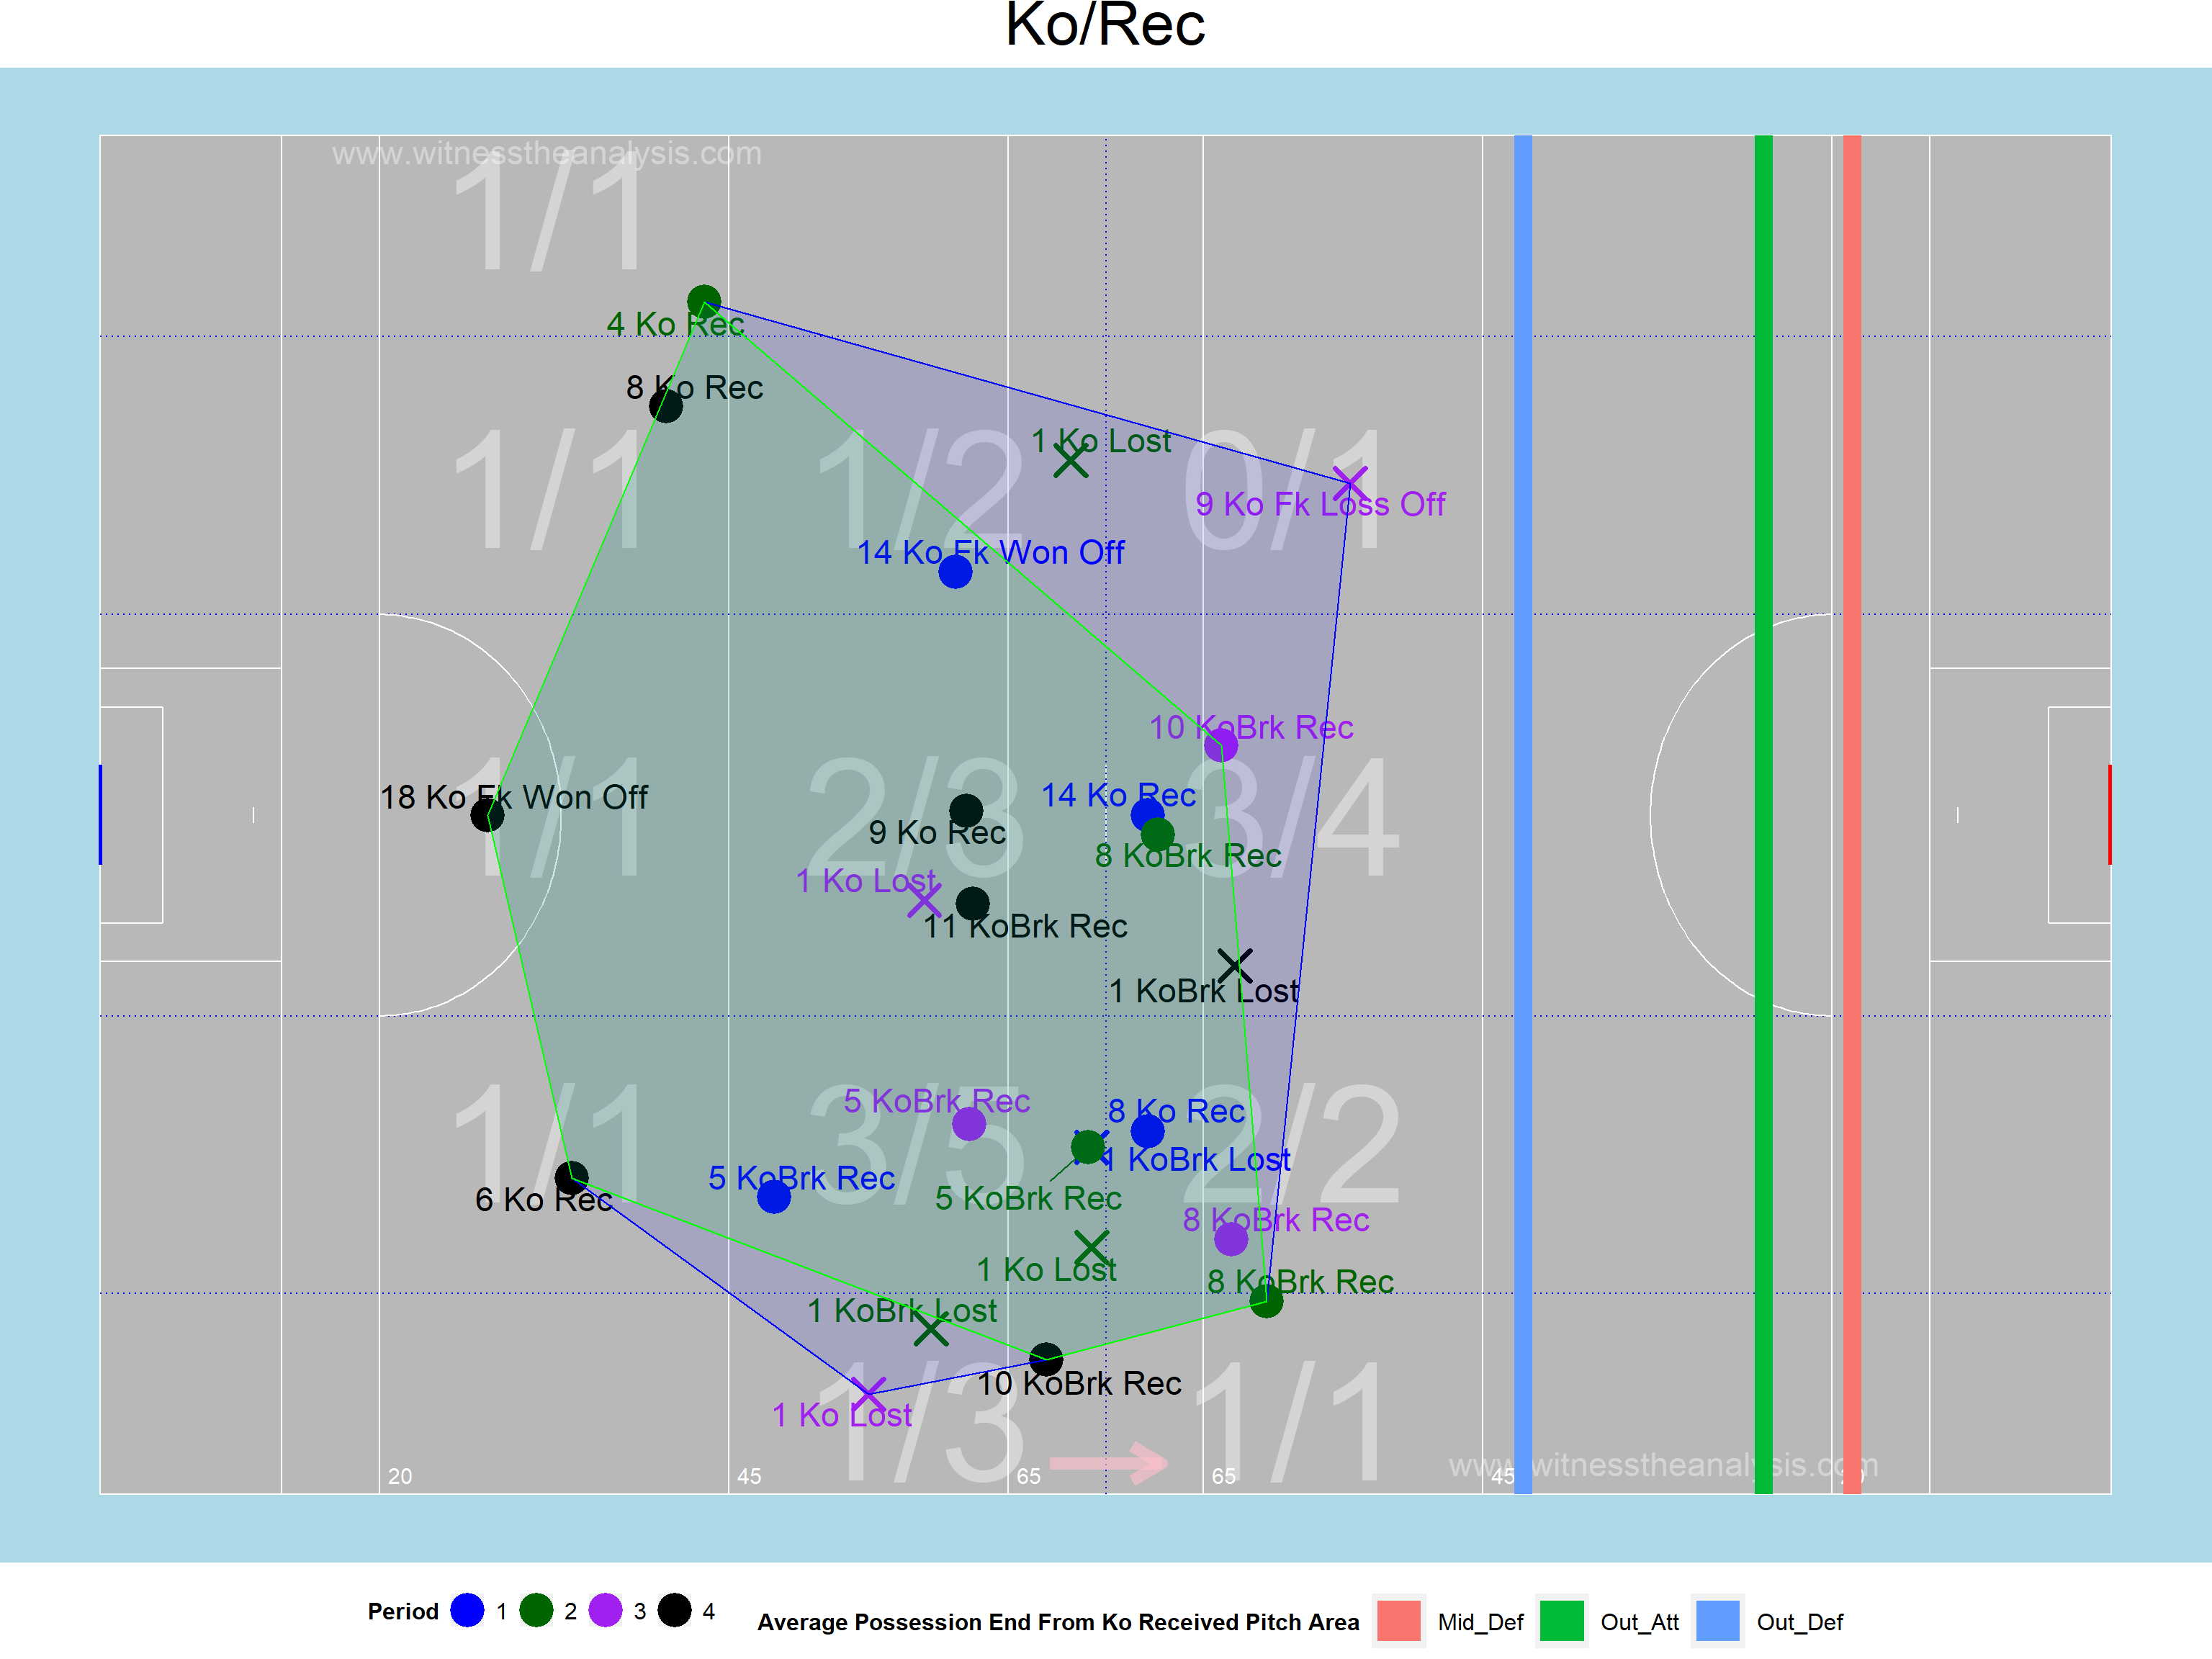 Ko/Rec
www.witnesstheanalysis.com
1/1
4 Ko Rec
8 Ko Rec
1 Ko Lost
1/1
1/2
0/1
9 Ko Fk Loss Off
14 Ko Fk Won Off
10 KoBrk Rec
14 Ko Rec
18 Ko Fk Won Off
1/1
2/3
3/4
9 Ko Rec
8 KoBrk Rec
1 Ko Lost
11 KoBrk Rec
1 KoBrk Lost
5 KoBrk Rec
8 Ko Rec
1/1
3/5
2/2
1 KoBrk Lost
5 KoBrk Rec
6 Ko Rec
5 KoBrk Rec
8 KoBrk Rec
1 Ko Lost
8 KoBrk Rec
1 KoBrk Lost
10 KoBrk Rec
1 Ko Lost
1/3
1/1
www.witnesstheanalysis.com
20
45
65
65
45
20
Period 1 2 3 4
Average Possession End From Ko Received Pitch Area Mid_Def Out_Att Out_Def